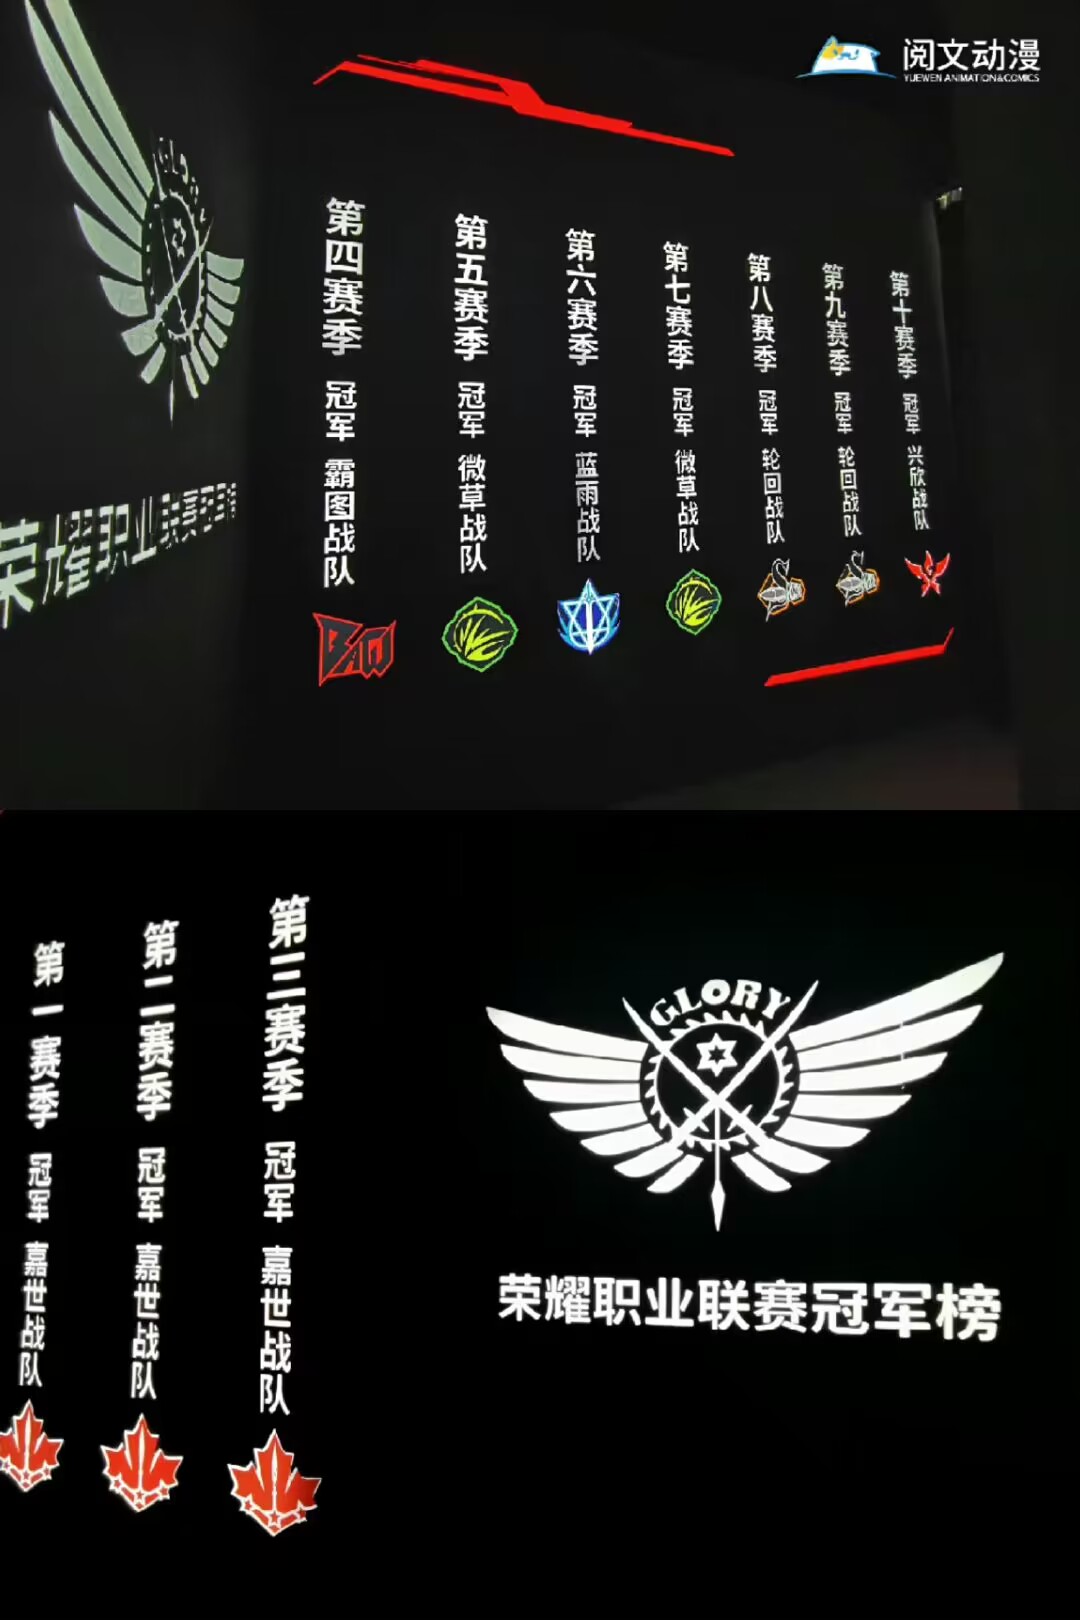 阅文动漫
YUEWEN ANIMATION&COMICS
GLORY
荣耀职业联赛冠军榜
第四赛季 冠军 霸图战队
BAW
第五赛季 冠军 微草战队
第六赛季 冠军 蓝雨战队
第七赛季 冠军 微草战队
第八赛季 冠军 轮回战队
第九赛季 冠军 轮回战队
第十赛季 冠军 兴欣战队
第一赛季 冠军 嘉世战队
第二赛季 冠军 嘉世战队
第三赛季 冠军 嘉世战队
GLORY
荣耀职业联赛冠军榜